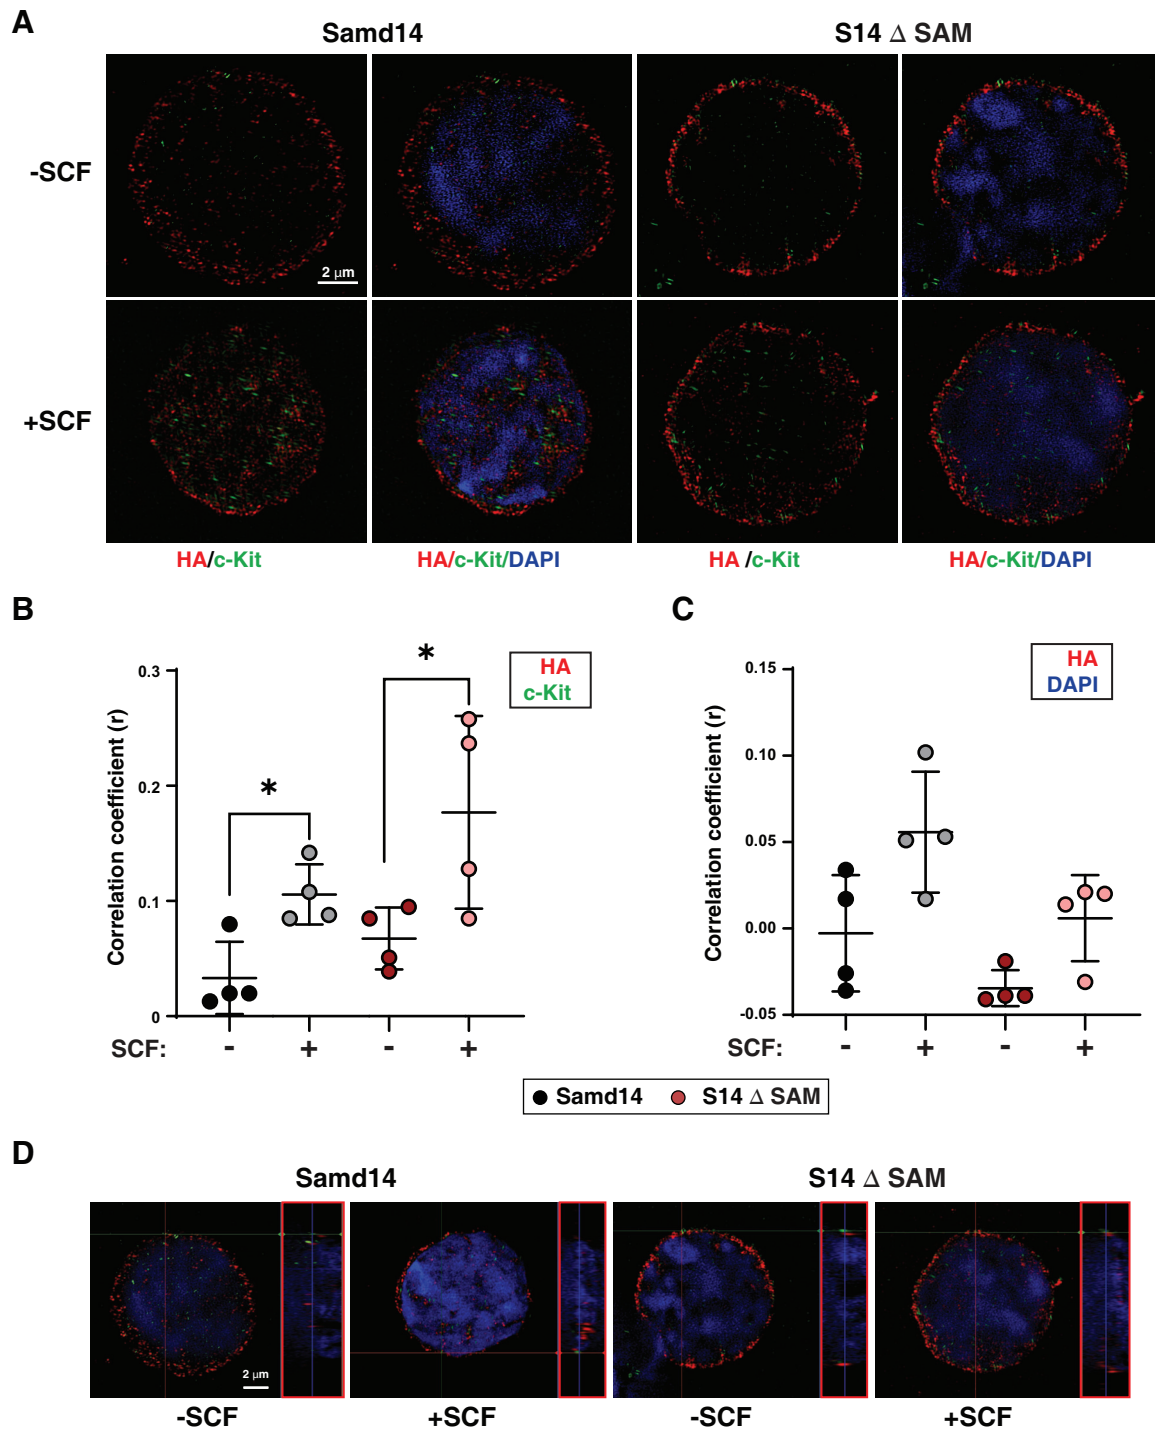 A
Samd14
S14 Δ SAM
-SCF
2 μm
+SCF
HA/c-Kit
HA/c-Kit/DAPI
HA /c-Kit
HA/c-Kit/DAPI
B
Correlation coefficient (r)
0.3
0.2
0.1
0
*
*
HA
c-Kit
SCF: - + - +
C
Correlation coefficient (r)
0.15
0.10
0.05
0.00
-0.05
HA
DAPI
SCF: - + - +
Samd14 S14 Δ SAM
D
Samd14
S14 Δ SAM
2 μm
-SCF
+SCF
-SCF
+SCF